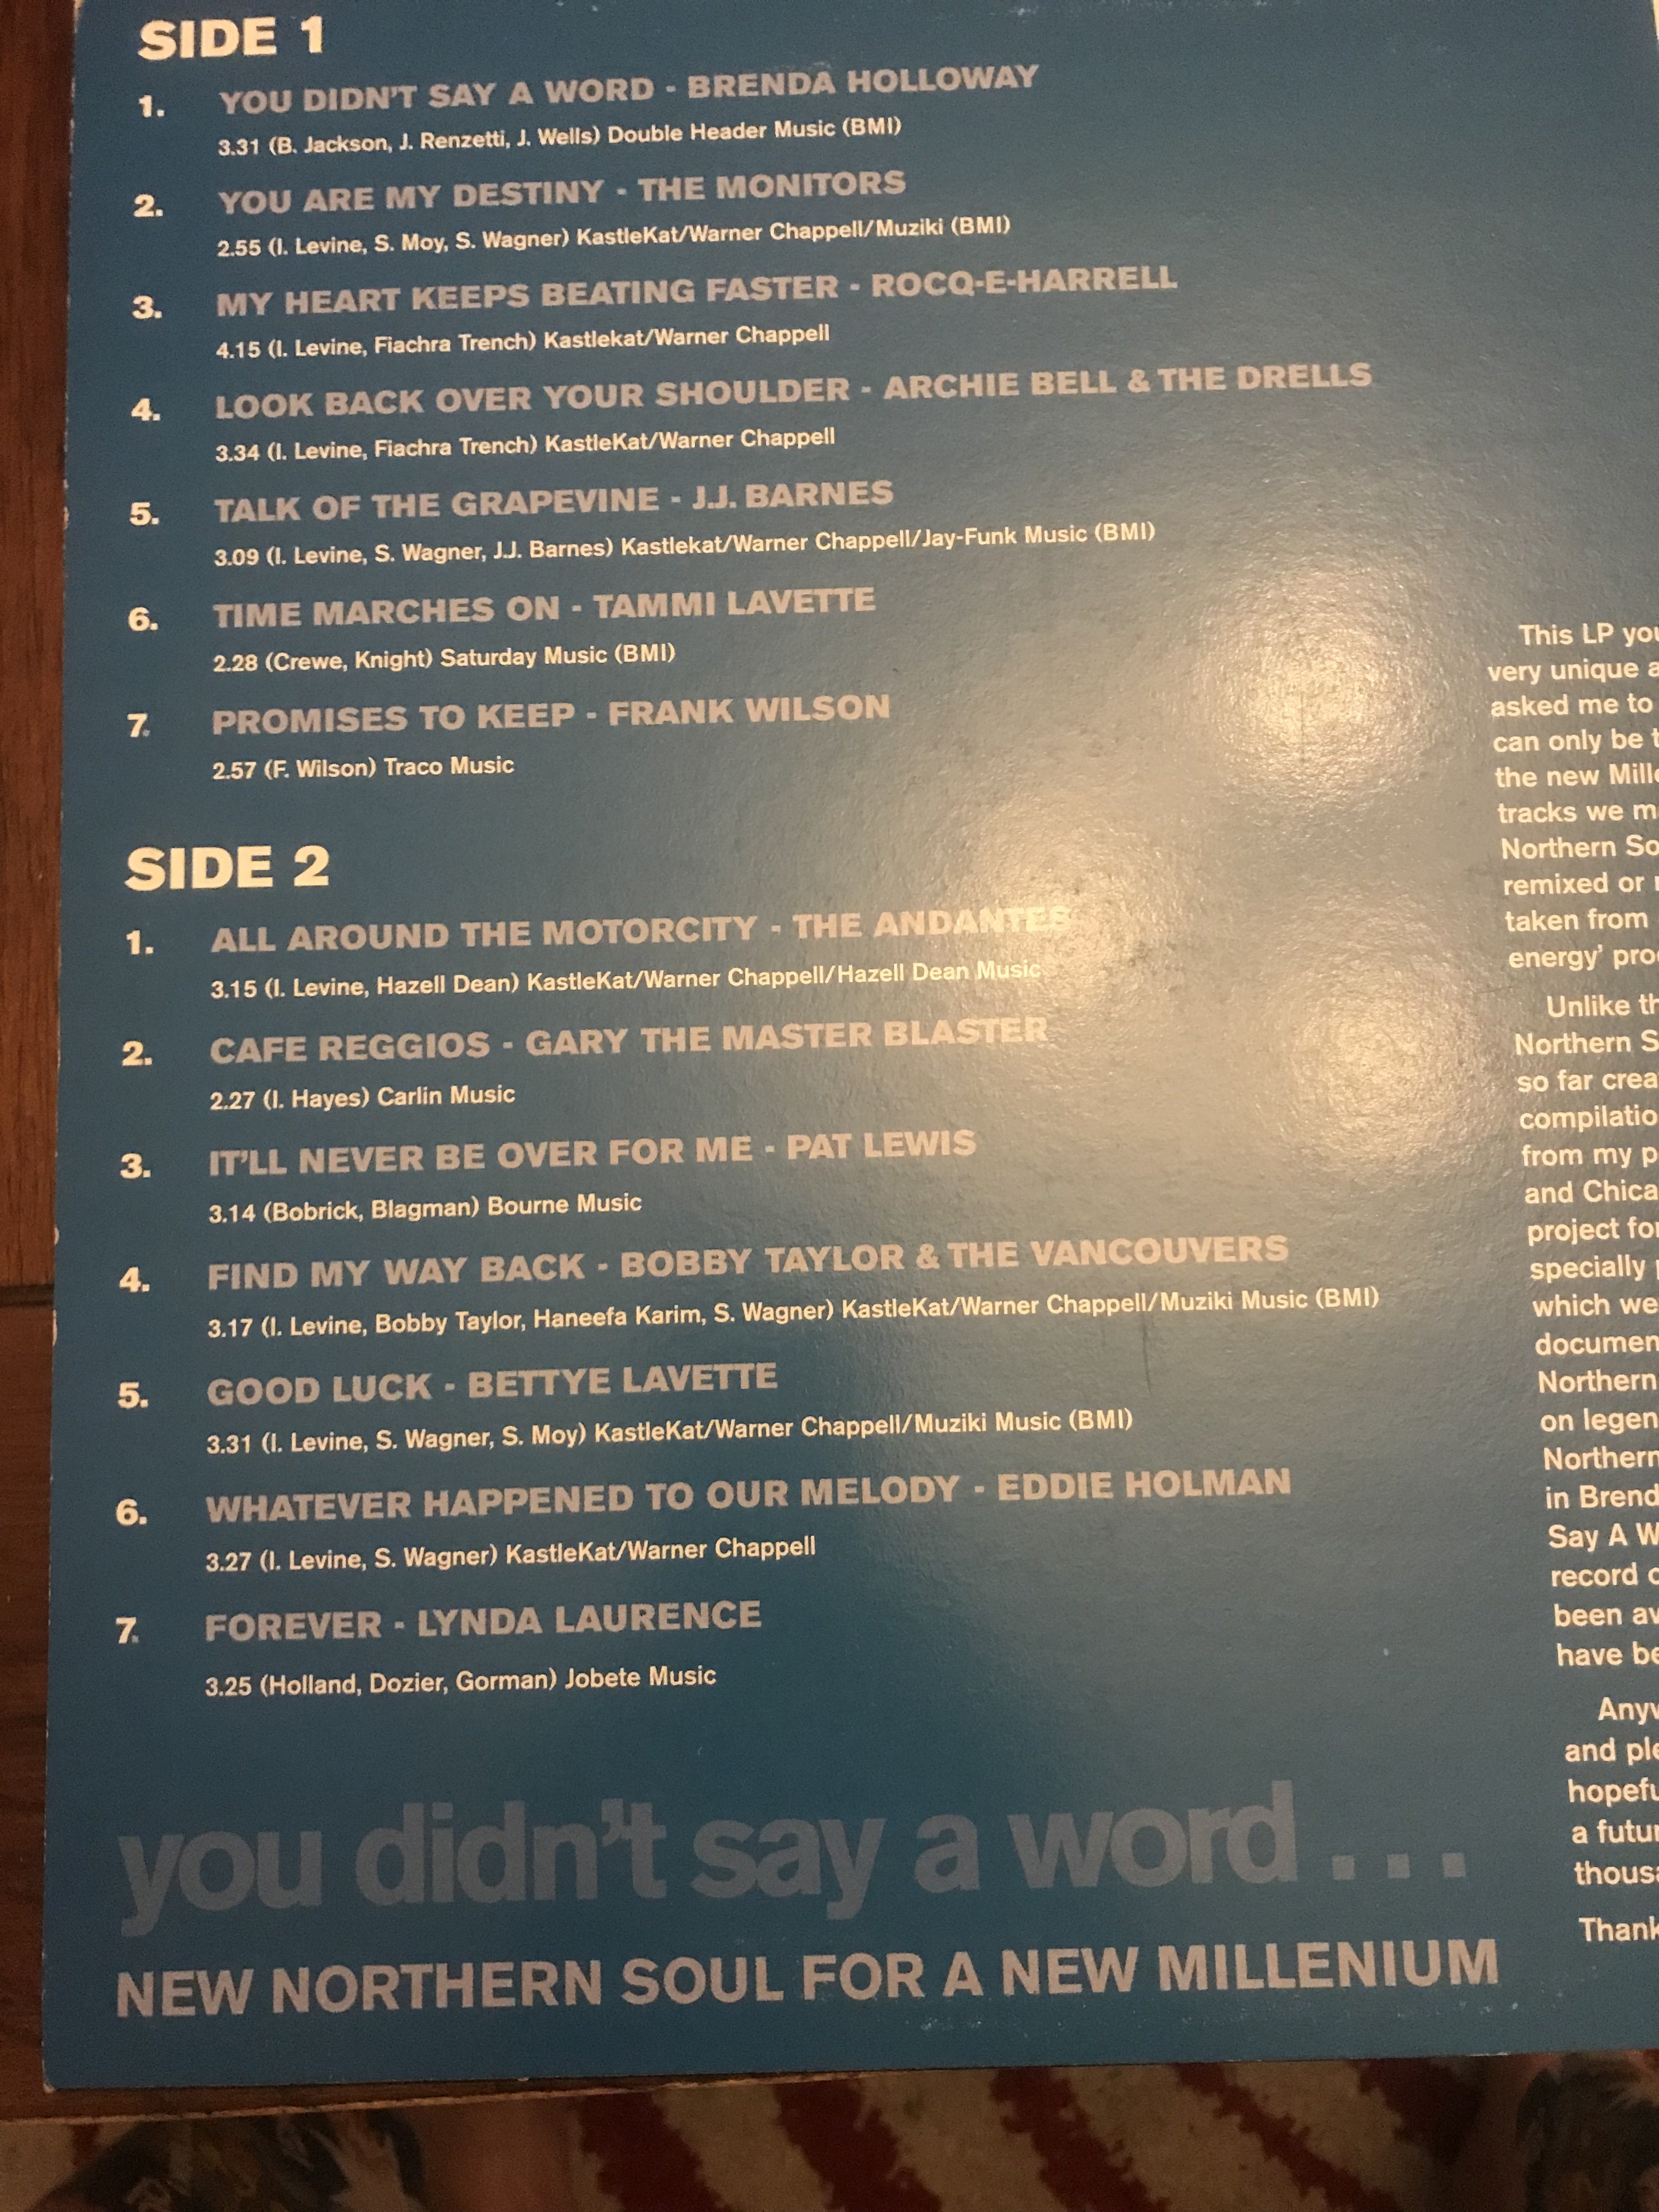 SIDE 1
1. YOU DIDN'T SAY A WORD - BRENDA HOLLOWAY
3.31 (B. Jackson, J. Renzetti, J. Wells) Double Header Music (BMI)
2. YOU ARE MY DESTINY - THE MONITORS
2.55 (I. Levine, S. Moy, S. Wagner) KastleKat/Warner Chappell/Muziki (BMI)
3. MY HEART KEEPS BEATING FASTER - ROCQ-E-HARRELL
4.15 (I. Levine, Fiachra Trench) Kastlekat/Warner Chappell
4. LOOK BACK OVER YOUR SHOULDER - ARCHIE BELL & THE DRELLS
3.34 (I. Levine, Fiachra Trench) KastleKat/Warner Chappell
5. TALK OF THE GRAPEVINE - J.J. BARNES
3.09 (I. Levine, S. Wagner, J.J. Barnes) Kastlekat/Warner Chappell/Jay-Funk Music (BMI)
6. TIME MARCHES ON - TAMMI LAVETTE
2.28 (Crewe, Knight) Saturday Music (BMI)
7. PROMISES TO KEEP - FRANK WILSON
2.57 (F. Wilson) Traco Music
SIDE 2
1. ALL AROUND THE MOTORCITY - THE ANDANTES
3.15 (I. Levine, Hazell Dean) KastleKat/Warner Chappell/Hazell Dean Music
2. CAFE REGGIOS - GARY THE MASTER BLASTER
2.27 (I. Hayes) Carlin Music
3. IT'LL NEVER BE OVER FOR ME - PAT LEWIS
3.14 (Bobrick, Blagman) Bourne Music
4. FIND MY WAY BACK - BOBBY TAYLOR & THE VANCOUVERS
3.17 (I. Levine, Bobby Taylor, Haneefa Karim, S. Wagner) KastleKat/Warner Chappell/Muziki Music (BMI)
5. GOOD LUCK - BETTYE LAVETTE
3.31 (I. Levine, S. Wagner, S. Moy) KastleKat/Warner Chappell/Muziki Music (BMI)
6. WHATEVER HAPPENED TO OUR MELODY - EDDIE HOLMAN
3.27 (I. Levine, S. Wagner) KastleKat/Warner Chappell
7. FOREVER - LYNDA LAURENCE
3.25 (Holland, Dozier, Gorman) Jobete Music
you didn't say a word . . .
NEW NORTHERN SOUL FOR A NEW MILLENIUM
This LP
very unique
asked me to
can only be
the new
tracks we
Northern
remixed or
taken from
energy'
Unlike
Northern
so far
from my
and
project
specially
which
Northern
on
Northern
in
Say A
record
been
have
and
a